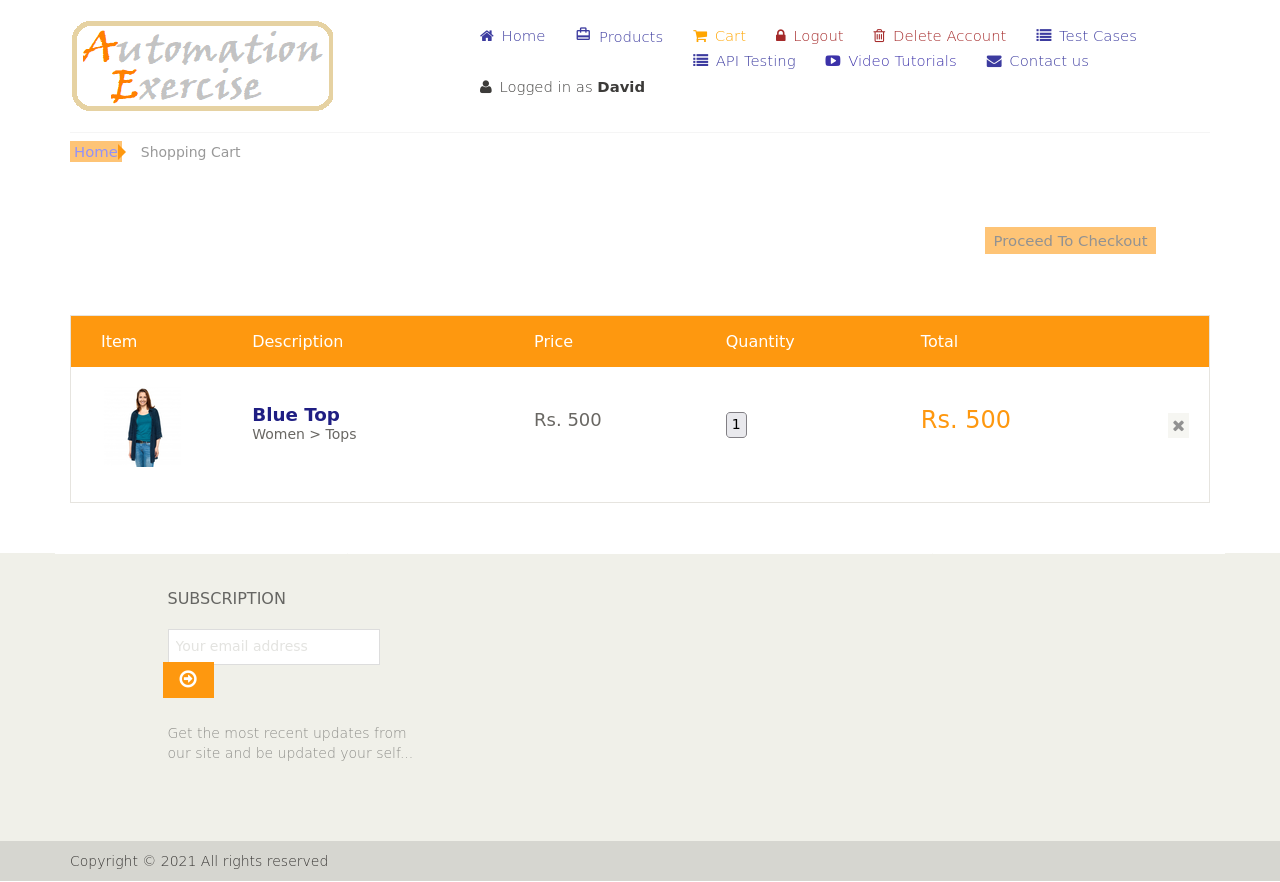 Automation
Exercise
Home
Products
Cart
Logout
Delete Account
Test Cases
API Testing
Video Tutorials
Contact us
Logged in as David
Home
Shopping Cart
Proceed To Checkout
Item Description Price Quantity Total
Blue Top
Women > Tops
Rs. 500
1
Rs. 500
SUBSCRIPTION
Your email address
Get the most recent updates from
our site and be updated your self...
Copyright © 2021 All rights reserved